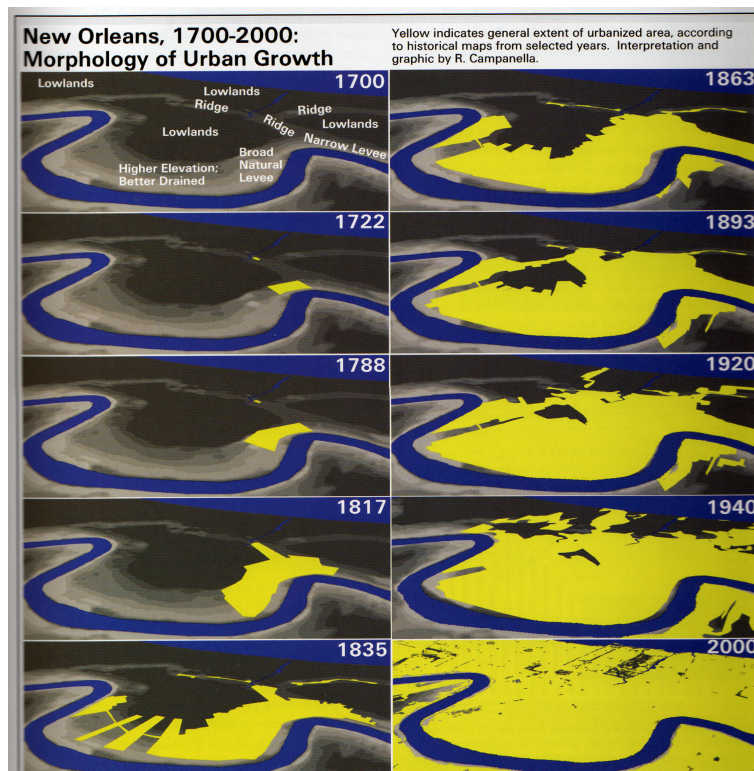 New Orleans, 1700-2000:
Morphology of Urban Growth
Yellow indicates general extent of urbanized area, according
to historical maps from selected years.  Interpretation and
graphic by R. Campanella.
1700
Lowlands
Lowlands
Ridge
Ridge
Lowlands
Ridge
Lowlands
Narrow Levee
Broad
Natural
Levee
Higher Elevation;
Better Drained
1722
1788
1817
1835
1863
1893
1920
1940
2000